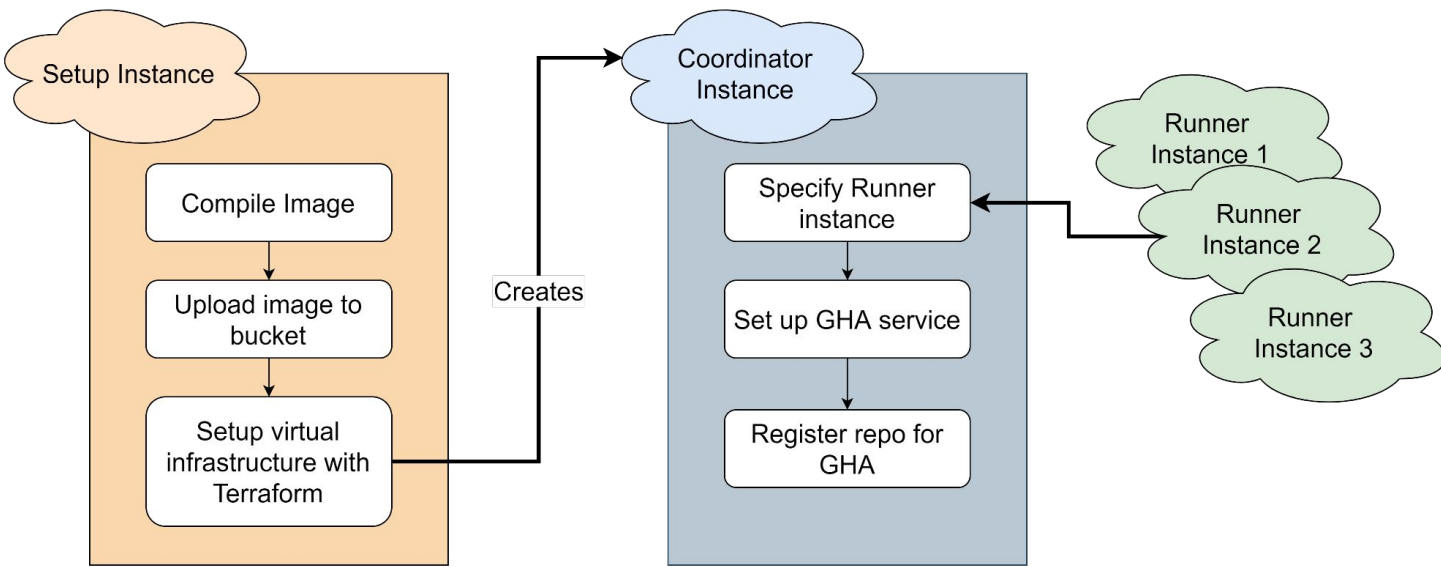 Setup Instance
Compile Image
Upload image to
bucket
Setup virtual
infrastructure with
Terraform
Creates
Coordinator
Instance
Specify Runner
instance
Set up GHA service
Register repo for
GHA
Runner
Instance 1
Runner
Instance 2
Runner
Instance 3